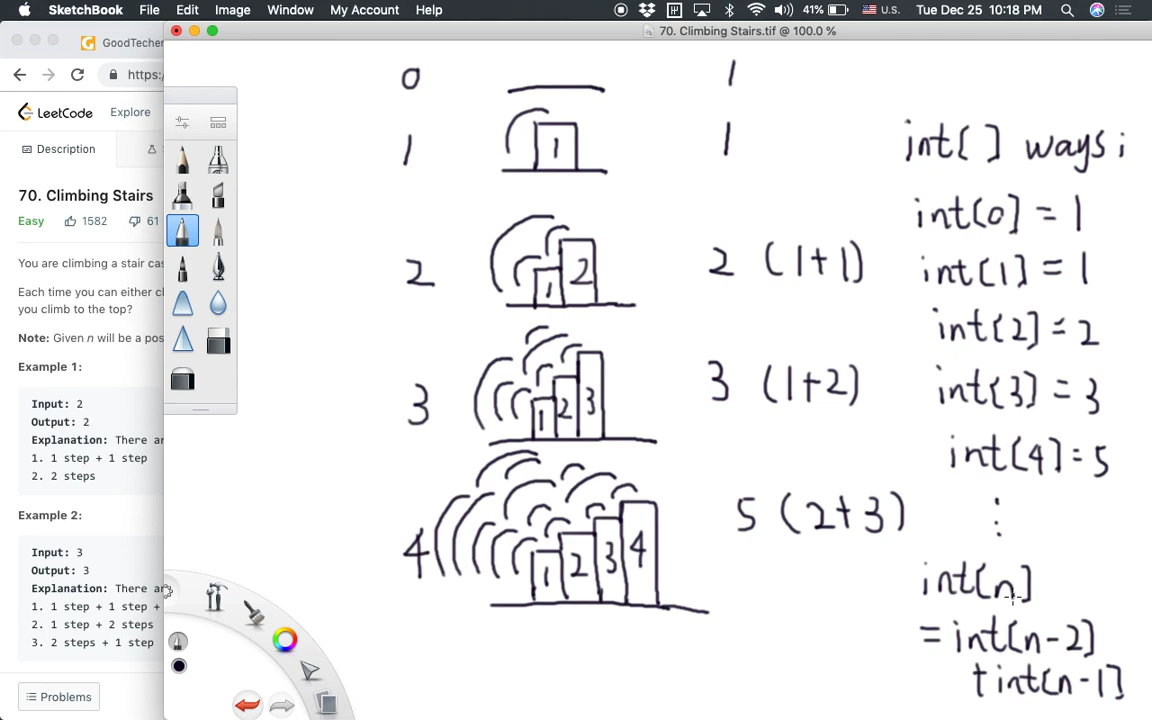 SketchBook File Edit Image Window My Account Help 41% U.S. Tue Dec 25 10:18 PM
70. Climbing Stairs.tif @ 100.0 %
GoodTecher
https:/
LeetCode Explore
Description
70. Climbing Stairs
Easy 1582 61
You are climbing a stair cas
Each time you can either cl
you climb to the top?
Note: Given n will be a pos
Example 1:
Input: 2
Output: 2
Explanation: There ar
1. 1 step + 1 step
2. 2 steps
Example 2:
Input: 3
Output: 3
Explanation: There ar
1. 1 step + 1 step +
2. 1 step + 2 steps
3. 2 steps + 1 step
Problems
0 1
1 1 1
2 1 2 2 (1+1)
3 1 2 3 3 (1+2)
4 1 2 3 4 5 (2+3)
int[ ] ways ;
int[0] = 1
int[1] = 1
int[2] = 2
int[3] = 3
int[4] = 5
⋮
int[n]
= int[n-2]
+ int[n-1]